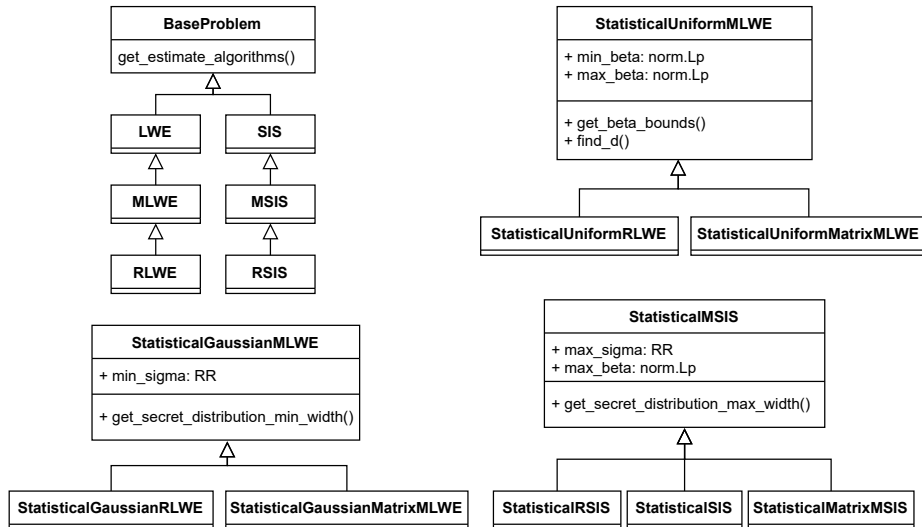 BaseProblem
get_estimate_algorithms()
LWE
SIS
MLWE
MSIS
RLWE
RSIS
StatisticalUniformMLWE
+ min_beta: norm.Lp
+ max_beta: norm.Lp
+ get_beta_bounds()
+ find_d()
StatisticalUniformRLWE
StatisticalUniformMatrixMLWE
StatisticalGaussianMLWE
+ min_sigma: RR
+ get_secret_distribution_min_width()
StatisticalGaussianRLWE
StatisticalGaussianMatrixMLWE
StatisticalMSIS
+ max_sigma: RR
+ max_beta: norm.Lp
+ get_secret_distribution_max_width()
StatisticalRSIS
StatisticalSIS
StatisticalMatrixMSIS